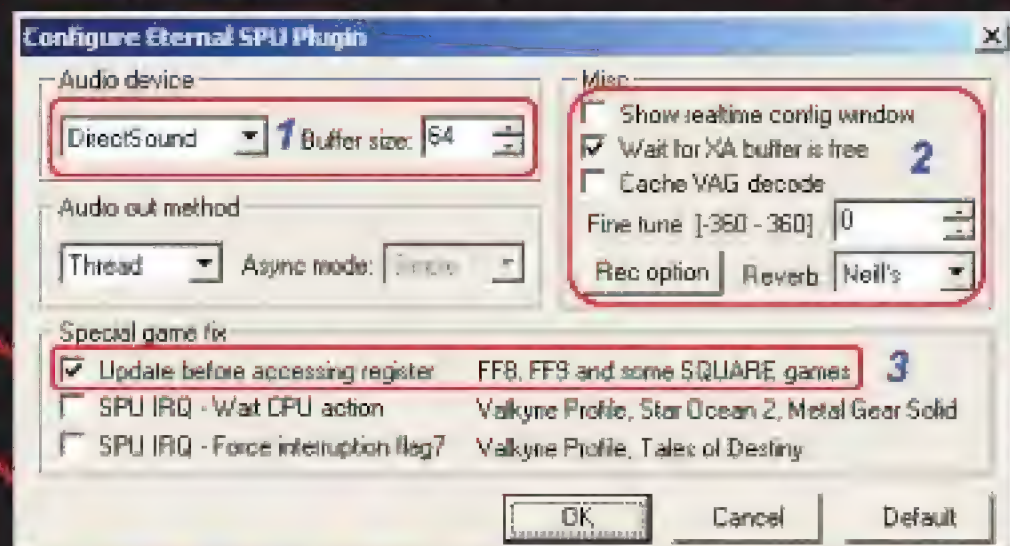 Configure Eternal SPU Plugin
Audio device
DirectSound
1
Buffer size: 64
Audio out method
Thread
Async mode: Simple
Misc
Show realtime config window
Wait for XA buffer is free
2
Cache VAG decode
Fine tune [-360 - 360] 0
Rec option
Reverb Neill's
Special game fix
Update before accessing register FF8, FF9 and some SQUARE games 3
SPU IRQ - Wait CPU action Valkyrie Profile, Star Ocean 2, Metal Gear Solid
SPU IRQ - Force interruption flag7 Valkyrie Profile, Tales of Destiny
OK
Cancel
Default